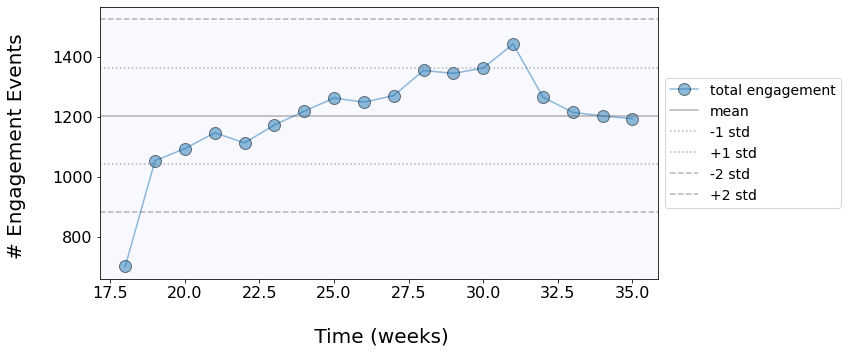 # Engagement Events
1400
1200
1000
800
17.5 20.0 22.5 25.0 27.5 30.0 32.5 35.0
Time (weeks)
total engagement
mean
-1 std
+1 std
-2 std
+2 std